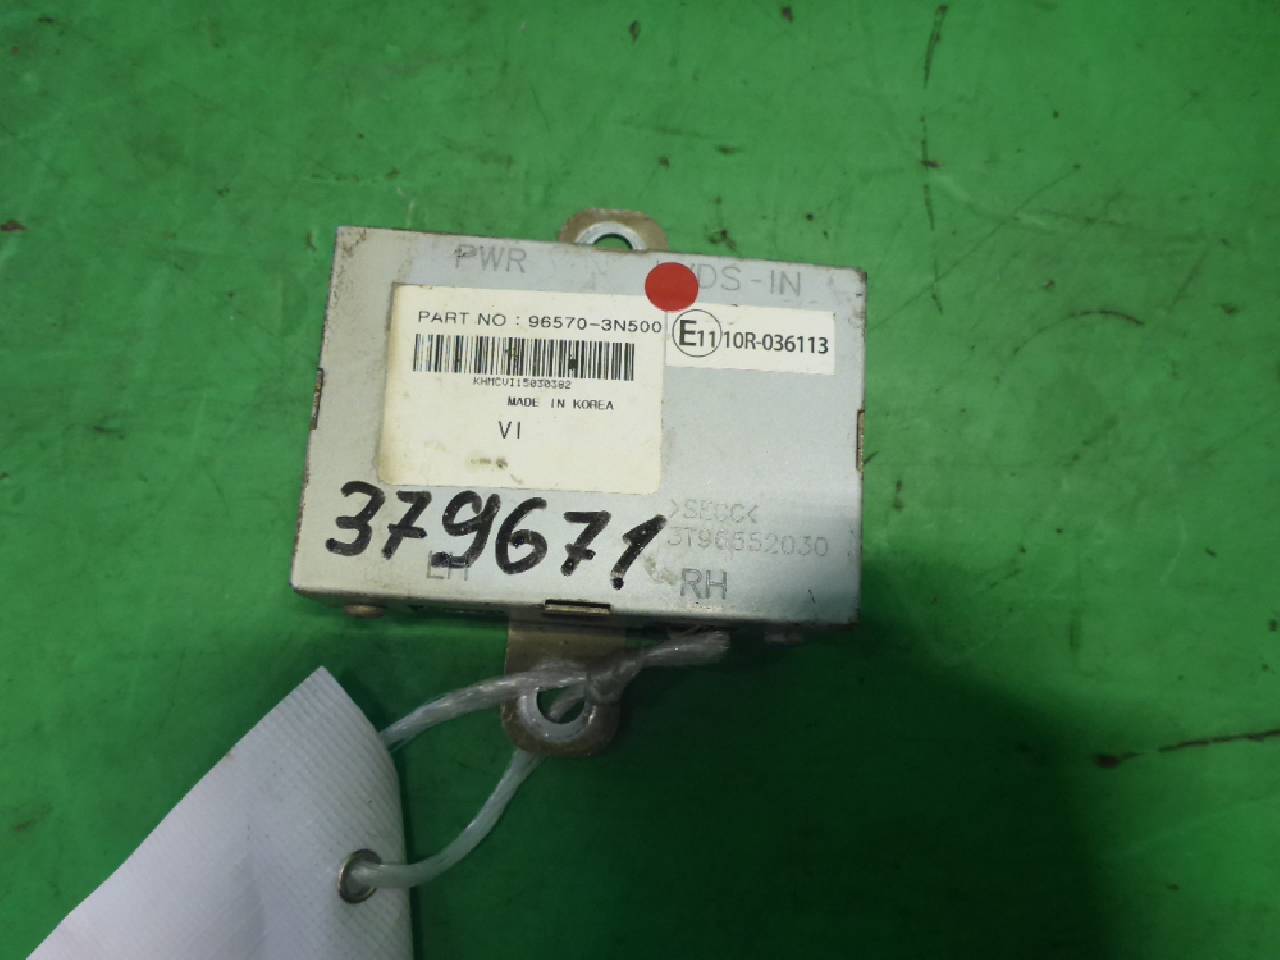 PWR
VDS-IN
PART NO : 96570-3N500
E11 10R-036113
KHMCVI15030382
MADE IN KOREA
VI
379671
>SECC<
3T96552030
LH
RH